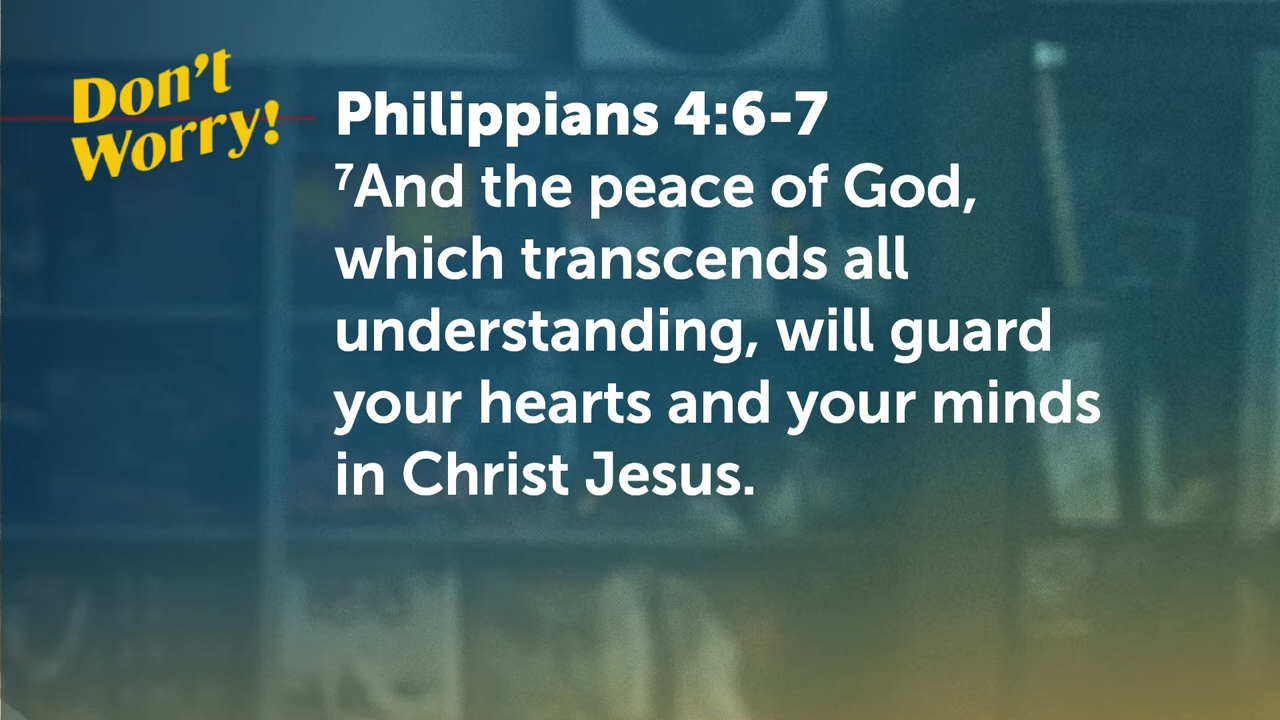 Don't
Worry!
Philippians 4:6-7
⁷And the peace of God,
which transcends all
understanding, will guard
your hearts and your minds
in Christ Jesus.